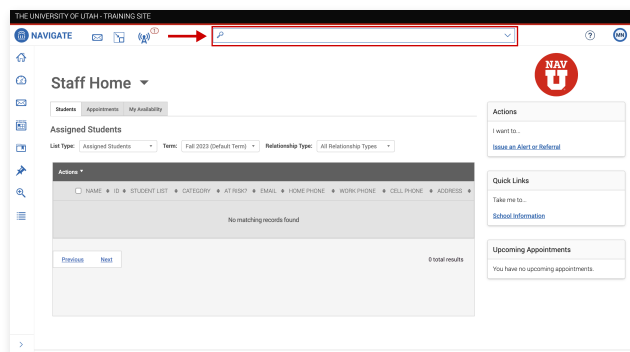 THE UNIVERSITY OF UTAH - TRAINING SITE
NAVIGATE
MN
Staff Home
NAV
U
Students Appointments My Availability
Assigned Students
List Type: Assigned Students Term: Fall 2023 (Default Term) Relationship Type: All Relationship Types
Actions
NAME ID STUDENT LIST CATEGORY AT RISK? EMAIL HOME PHONE WORK PHONE CELL PHONE ADDRESS
No matching records found
Previous Next 0 total results
Actions
I want to...
Issue an Alert or Referral
Quick Links
Take me to...
School Information
Upcoming Appointments
You have no upcoming appointments.